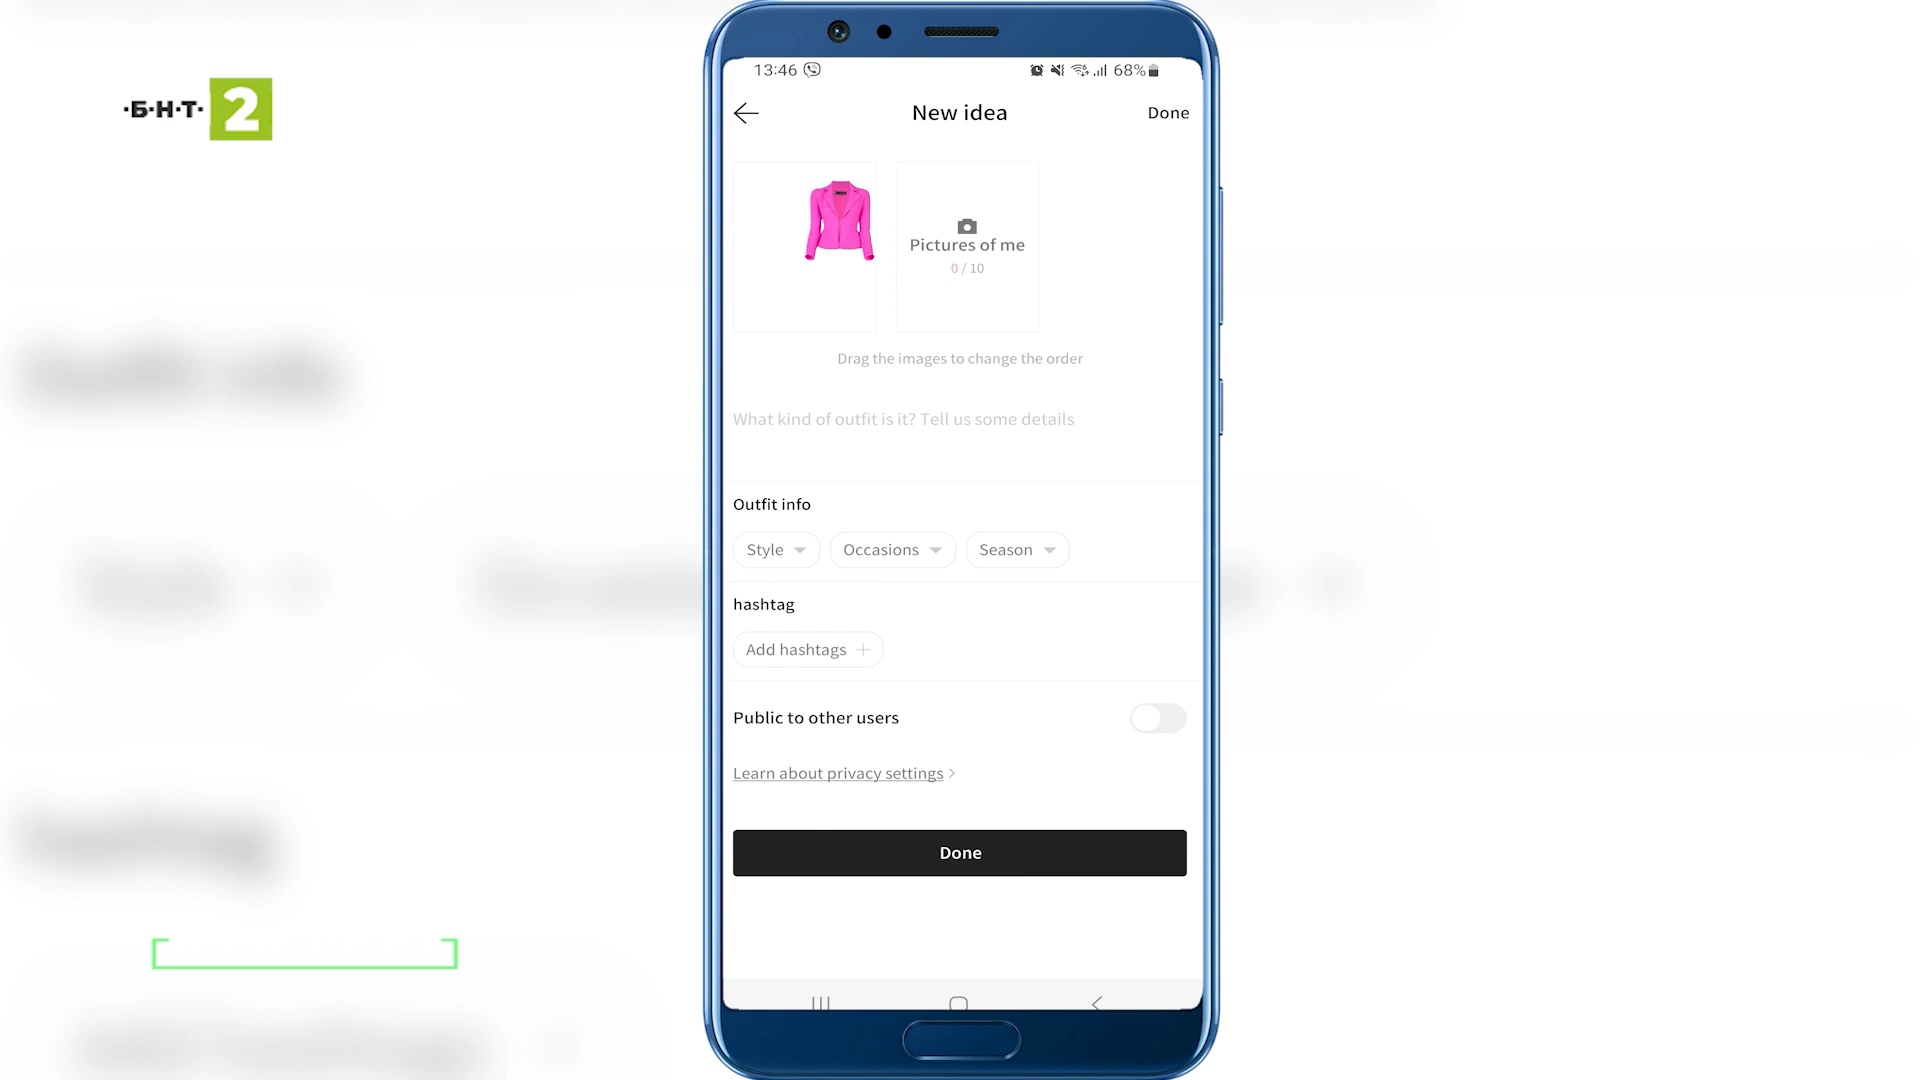 ·Б·Н·Т· 2
13:46 68%
New idea Done
Pictures of me
0 / 10
Drag the images to change the order
What kind of outfit is it? Tell us some details
Outfit info
Style Occasions Season
hashtag
Add hashtags
Public to other users
Learn about privacy settings >
Done